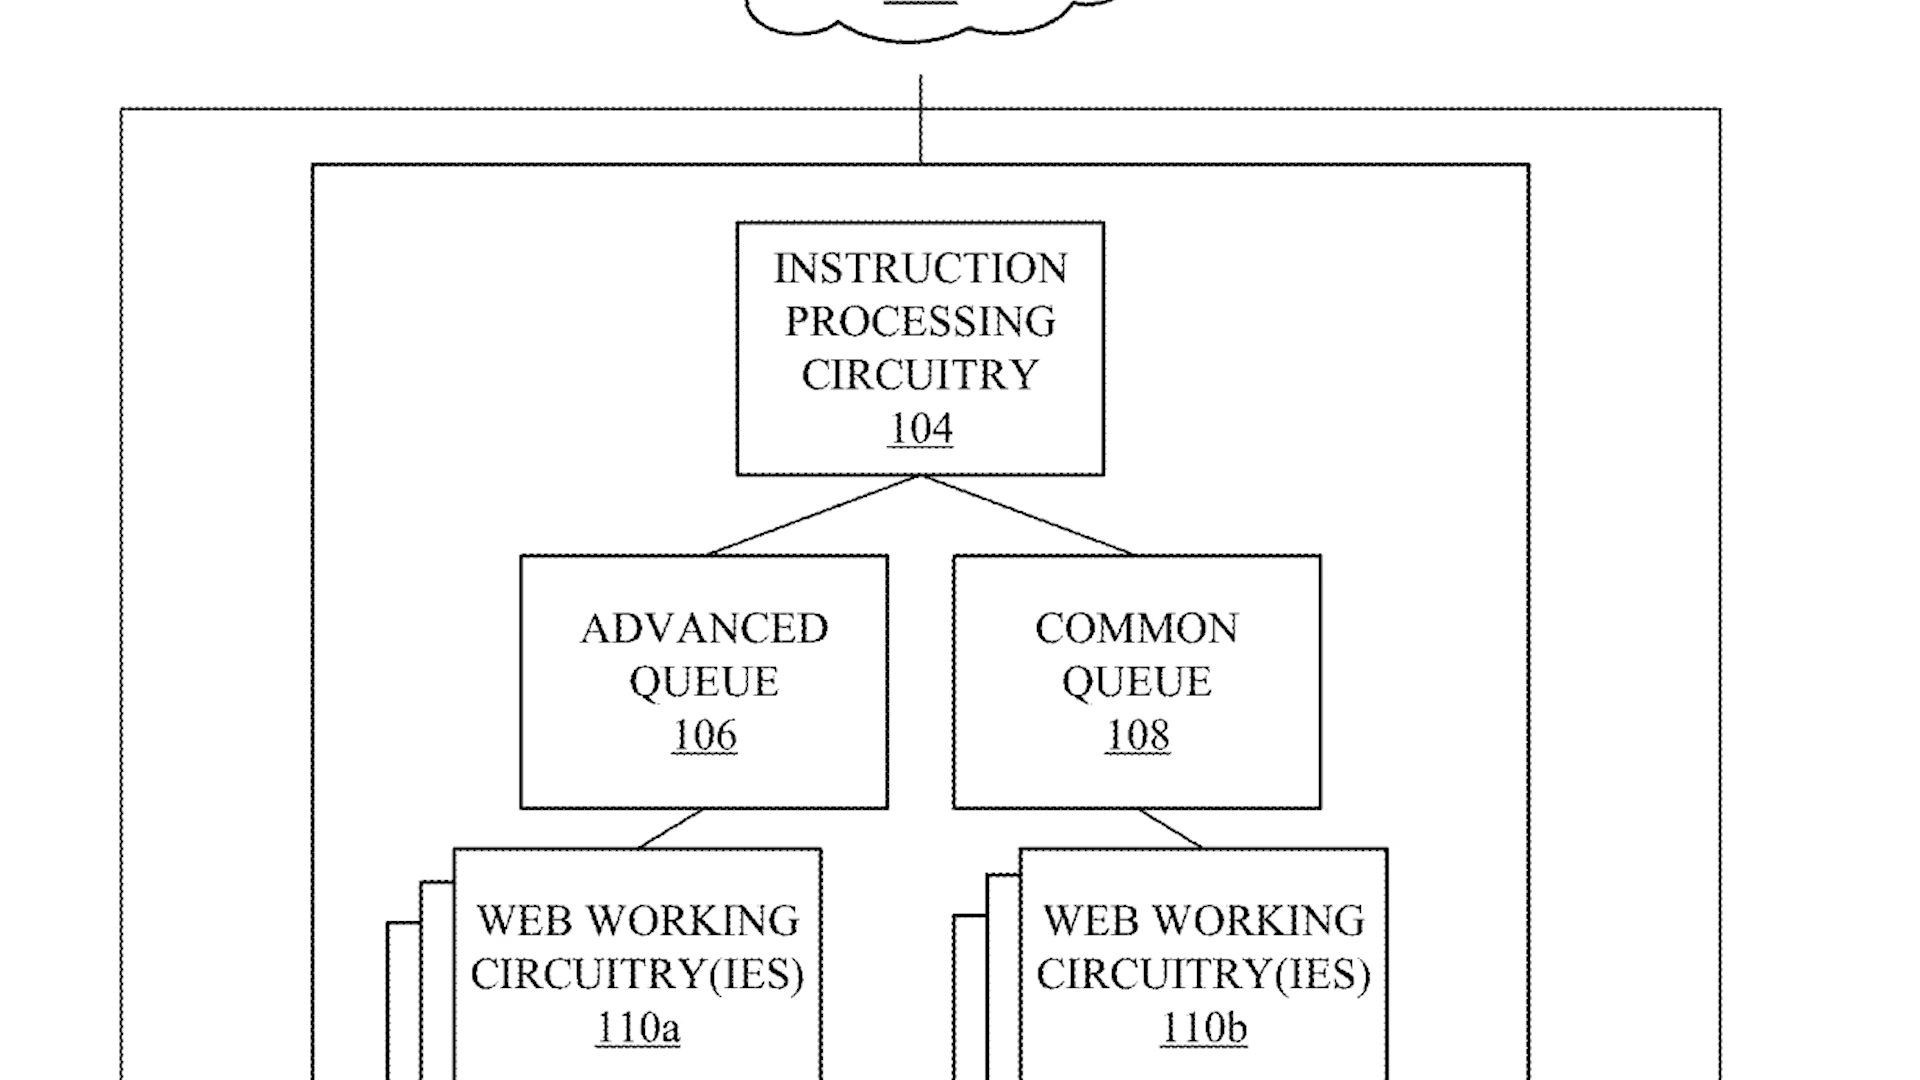 INSTRUCTION
PROCESSING
CIRCUITRY
104
ADVANCED
QUEUE
106
COMMON
QUEUE
108
WEB WORKING
CIRCUITRY(IES)
110a
WEB WORKING
CIRCUITRY(IES)
110b